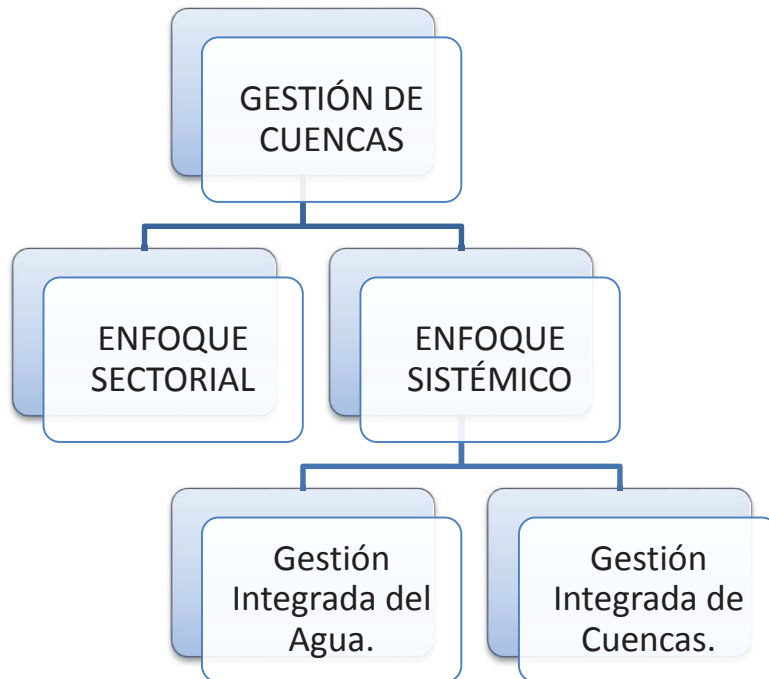 GESTIÓN DE
CUENCAS
ENFOQUE
SECTORIAL
ENFOQUE
SISTÉMICO
Gestión
Integrada del
Agua.
Gestión
Integrada de
Cuencas.